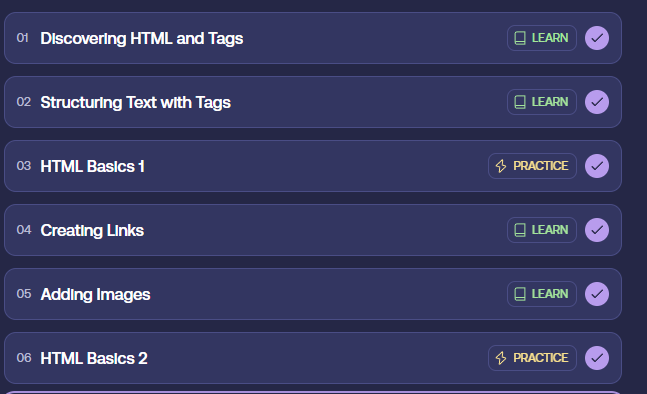 01 Discovering HTML and Tags LEARN
02 Structuring Text with Tags LEARN
03 HTML Basics 1 PRACTICE
04 Creating Links LEARN
05 Adding Images LEARN
06 HTML Basics 2 PRACTICE